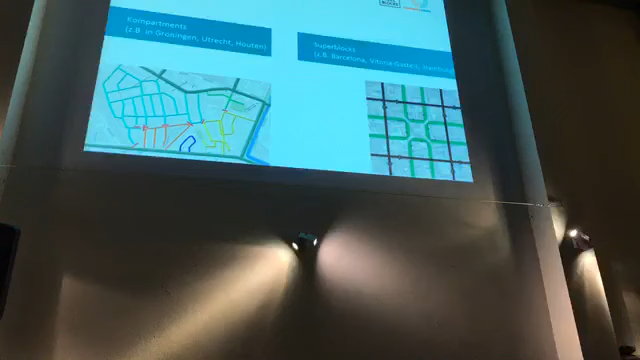 Kompartments
(z.B. in Groningen, Utrecht, Houten)
Superblocks
(z.B. Barcelona, Vitoria-Gasteiz,